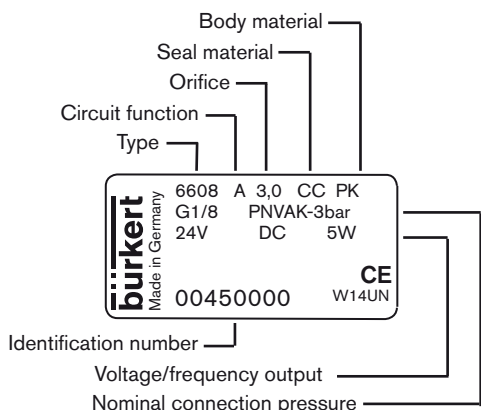 Body material
Seal material
Orifice
Circuit function
Type
6608 A 3,0 CC PK
G1/8 PNVAK-3bar
24V DC 5W
bürkert
Made in Germany
CE
00450000 W14UN
Identification number
Voltage/frequency output
Nominal connection pressure